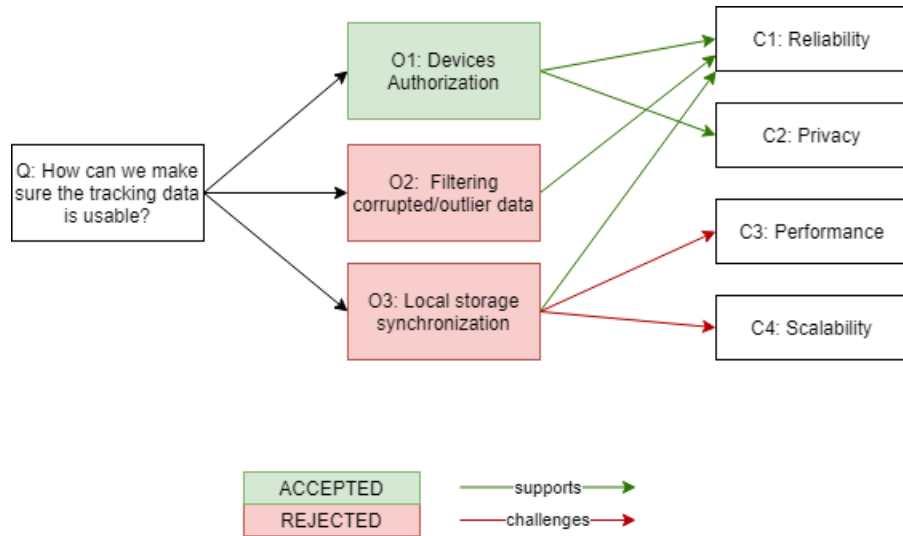 Q: How can we make
sure the tracking data
is usable?
O1: Devices
Authorization
O2: Filtering
corrupted/outlier data
O3: Local storage
synchronization
C1: Reliability
C2: Privacy
C3: Performance
C4: Scalability
ACCEPTED
REJECTED
supports
challenges